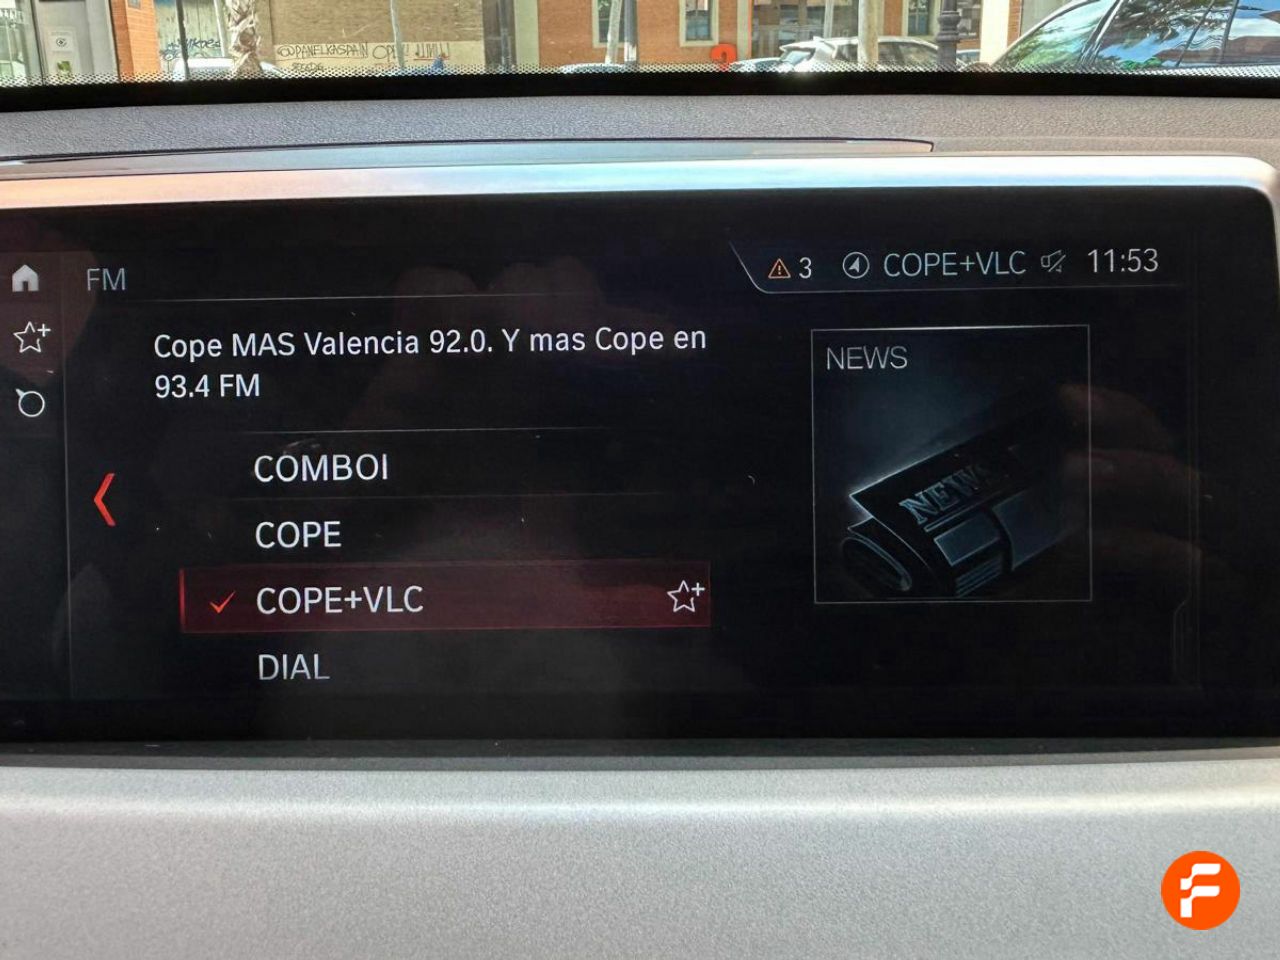 @PANELKASPAIN
FM
3
COPE+VLC
11:53
Cope MAS Valencia 92.0. Y mas Cope en
93.4 FM
NEWS
NEWS
COMBOI
COPE
COPE+VLC
DIAL
F